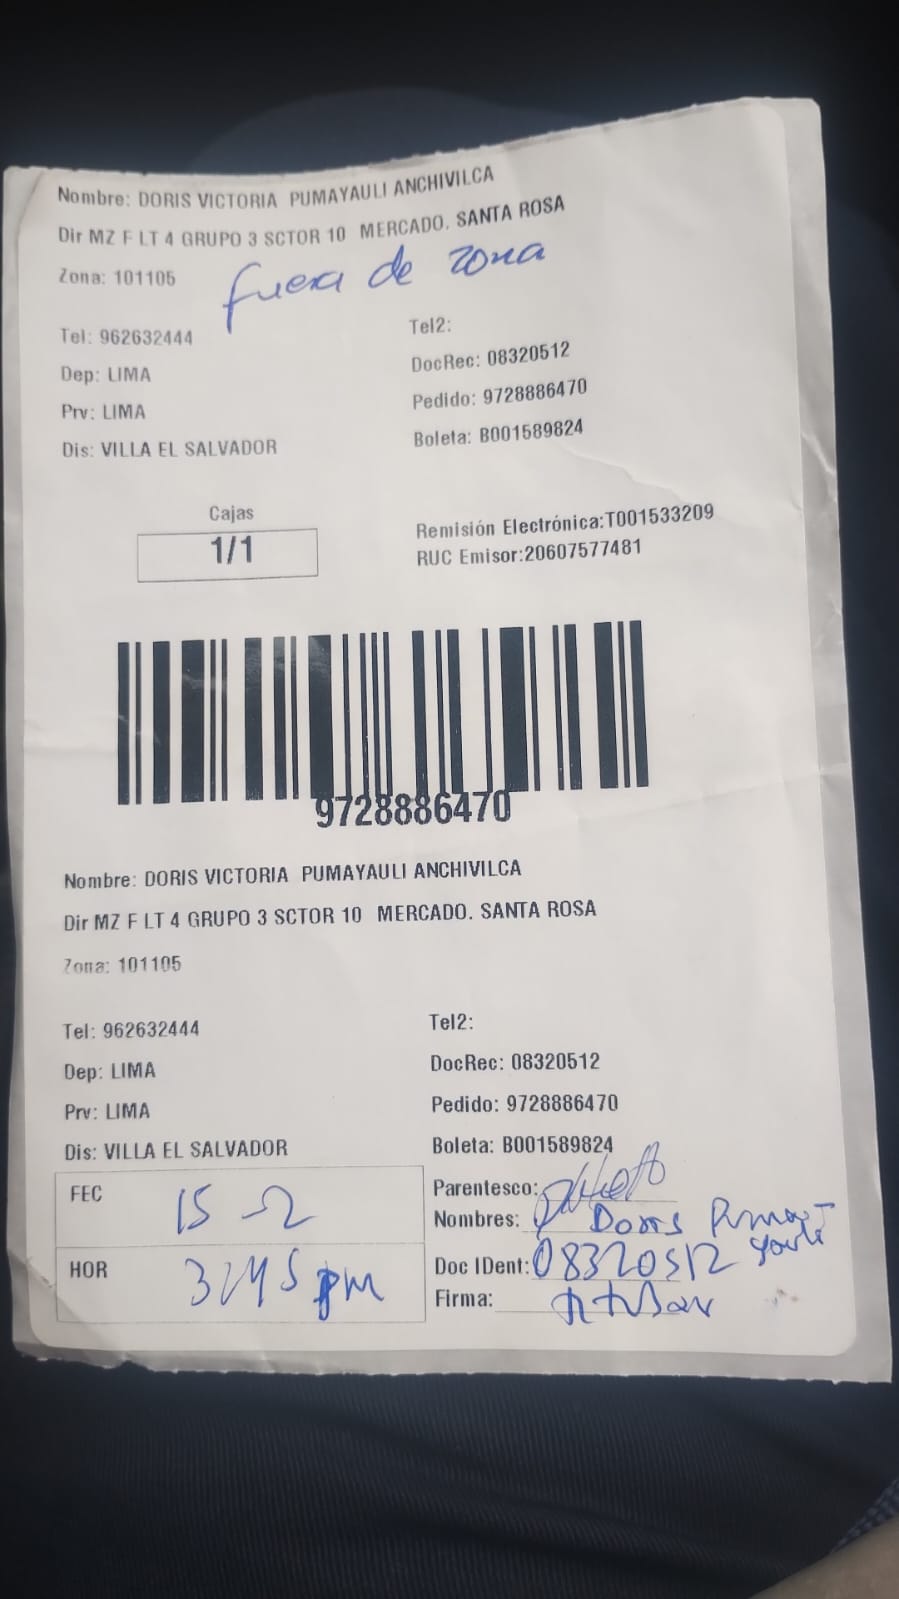 Nombre: DORIS VICTORIA PUMAYAULI ANCHIVILCA
Dir MZ F LT 4 GRUPO 3 SCTOR 10 MERCADO. SANTA ROSA
Zona: 101105
fuera de zona
Tel: 962632444 Tel2:
Dep: LIMA DocRec: 08320512
Prv: LIMA Pedido: 9728886470
Dis: VILLA EL SALVADOR Boleta: B001589824
Cajas
1/1
Remisión Electrónica:T001533209
RUC Emisor:20607577481
9728886470
Nombre: DORIS VICTORIA PUMAYAULI ANCHIVILCA
Dir MZ F LT 4 GRUPO 3 SCTOR 10 MERCADO. SANTA ROSA
Zona: 101105
Tel: 962632444 Tel2:
Dep: LIMA DocRec: 08320512
Prv: LIMA Pedido: 9728886470
Dis: VILLA EL SALVADOR Boleta: B001589824
FEC 15
Parentesco:
Nombres: Doris
HOR 3:45 pm
Doc IDent: 08320512
Firma: